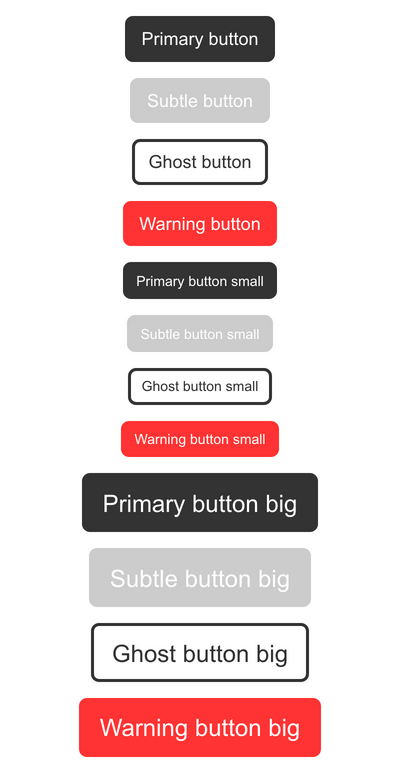 Primary button
Subtle button
Ghost button
Warning button
Primary button small
Subtle button small
Ghost button small
Warning button small
Primary button big
Subtle button big
Ghost button big
Warning button big